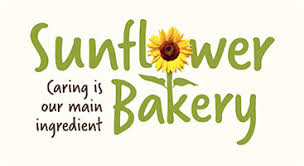 Sunflower
Caring is
our main
ingredient
Bakery